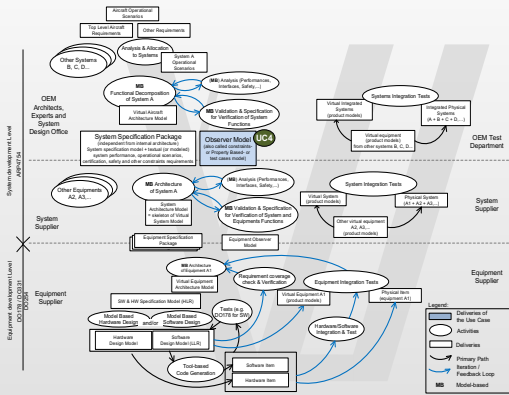 Aircraft Operational
Scenarios
Top Level Aircraft
Requirements
Other Requirements
Analysis & Allocation
to Systems
Other Systems
B, C, D...
System A
Operational
Scenarios
MB
Functional Decomposition
of System A
(MB) Analysis (Performances,
Interfaces, Safety,...)
Virtual Aircraft
Architecture Model
MB Validation & Specification
for Verification of System
Functions
OEM
Architects,
Experts and
System
Design Office
System development Level
ARP4754
System Specification Package
(independent from internal architecture)
System specification model + textual (or modeled)
system performance, operational scenarios,
certification, safety and other constraints requirements
Observer Model
(also called constraints-
or Property Based- or
test cases model)
UC4
Systems Integration Tests
Virtual Integrated
Systems
(product models)
Integrated Physical
Systems
(A + B + C + D,...)
Virtual equipment
(product models)
from other systems B, C, D...
OEM Test
Department
Other Equipments
A2, A3,...
MB Architecture
of System A
(MB) Analysis (Performances,
Interfaces, Safety,...)
System
Architecture Model
= skeleton of Virtual
System Model
MB Validation & Specification
for Verification of System and
Equipments Functions
System
Supplier
System Integration Tests
Virtual System
(product models)
Physical System
(A1 + A2 + A3,...)
Other virtual equipment
A2, A3,...
(product models)
System
Supplier
Equipment Specification
Package
Equipment Observer
Model
Equipment development Level
DO178 / DO331
DO254
MB Architecture
of Equipment A1
Virtual Equipment
Architecture Model
Requirement coverage
check & Verification
Equipment Integration Tests
Equipment
Supplier
Equipment
Supplier
SW & HW Specification Model (HLR)
Virtual Equipment A1
(product models)
Physical Item
(equipment A1)
Model Based
Hardware Design
and/or
Model Based
Software Design
Tests (e.g.
DO178 for SW)
Hardware
Design Model
Software
Design Model (LLR)
Hardware/Software
Integration & Test
Tool-based
Code Generation
Software Item
Hardware Item
Legend:
Deliveries of
the Use Case
Activities
Deliveries
Primary Path
Iteration /
Feedback Loop
MB Model-based